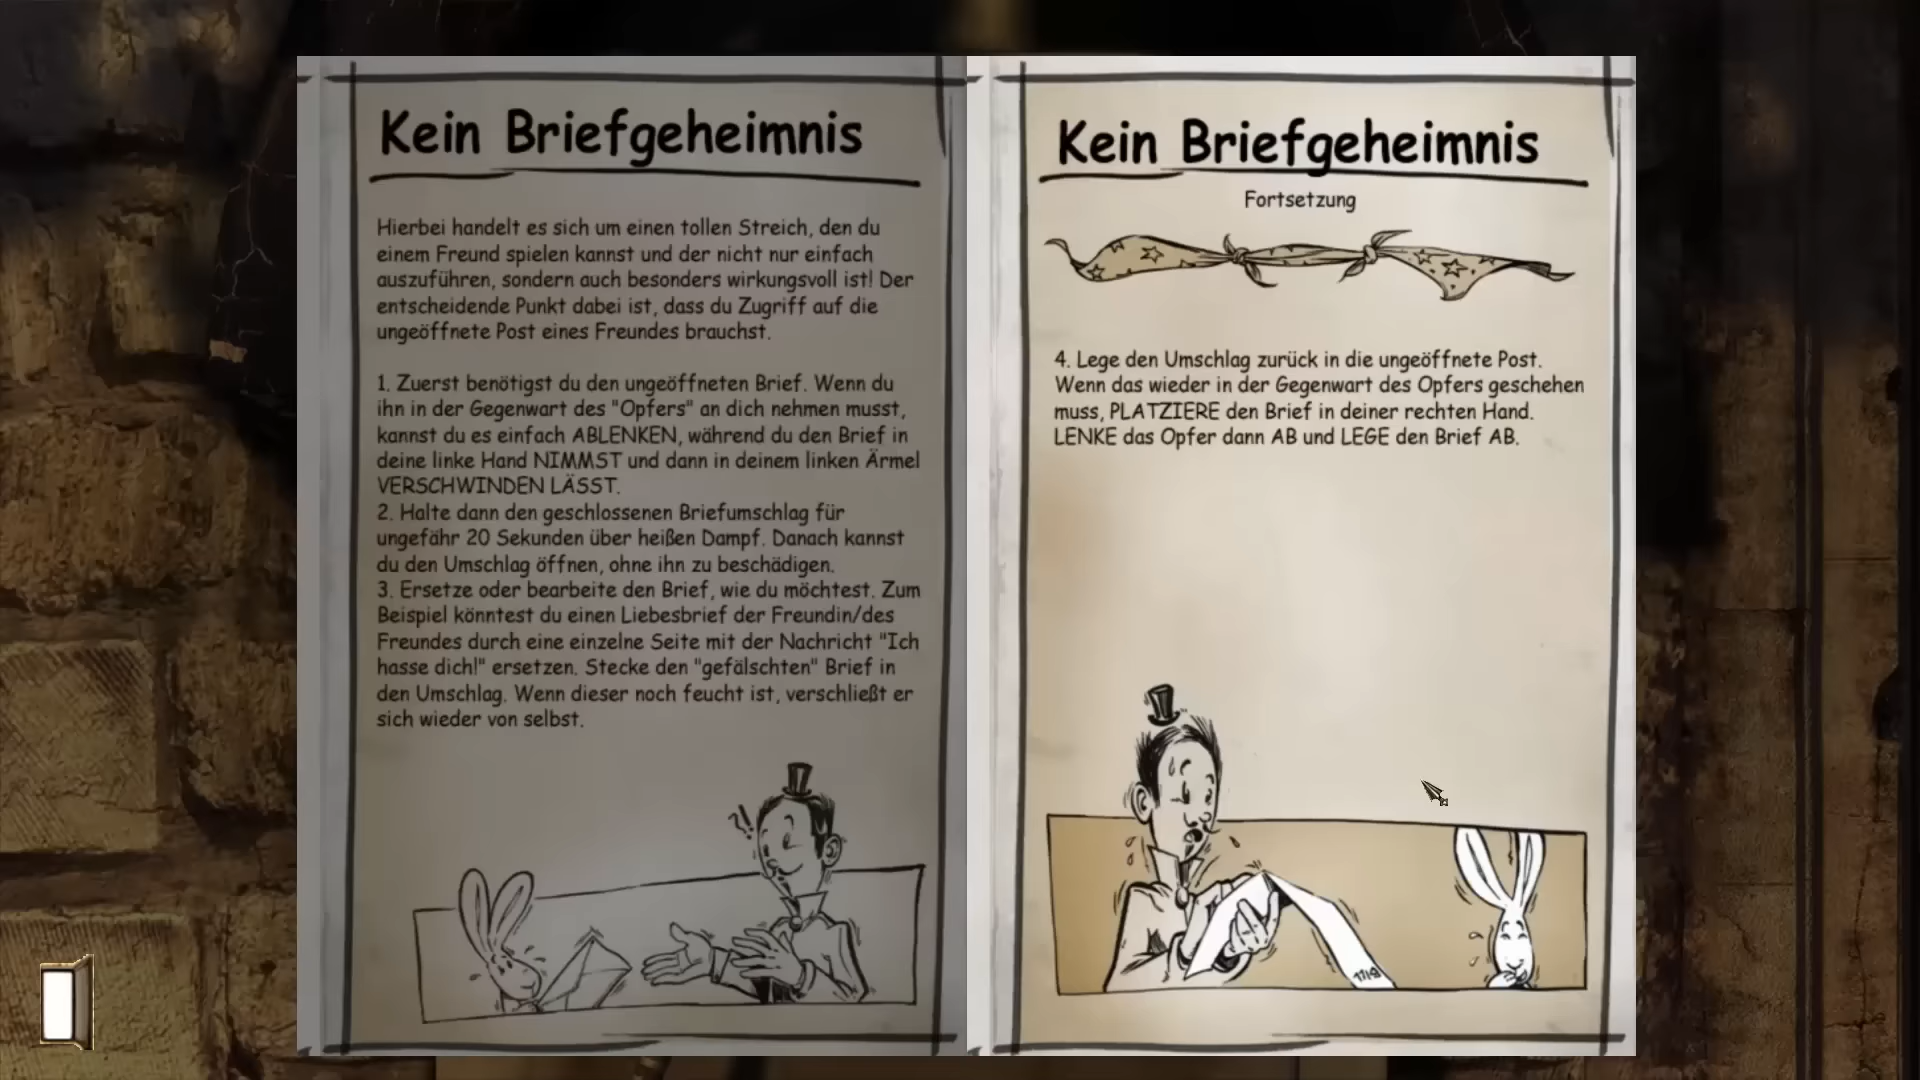 Kein Briefgeheimnis
Hierbei handelt es sich um einen tollen Streich, den du
einem Freund spielen kannst und der nicht nur einfach
auszuführen, sondern auch besonders wirkungsvoll ist! Der
entscheidende Punkt dabei ist, dass du Zugriff auf die
ungeöffnete Post eines Freundes brauchst.
1. Zuerst benötigst du den ungeöffneten Brief. Wenn du
ihn in der Gegenwart des "Opfers" an dich nehmen musst,
kannst du es einfach ABLENKEN, während du den Brief in
deine linke Hand NIMMST und dann in deinem linken Ärmel
VERSCHWINDEN LÄSST.
2. Halte dann den geschlossenen Briefumschlag für
ungefähr 20 Sekunden über heißen Dampf. Danach kannst
du den Umschlag öffnen, ohne ihn zu beschädigen.
3. Ersetze oder bearbeite den Brief, wie du möchtest. Zum
Beispiel könntest du einen Liebesbrief der Freundin/des
Freundes durch eine einzelne Seite mit der Nachricht "Ich
hasse dich!" ersetzen. Stecke den "gefälschten" Brief in
den Umschlag. Wenn dieser noch feucht ist, verschließt er
sich wieder von selbst.
Kein Briefgeheimnis
Fortsetzung
4. Lege den Umschlag zurück in die ungeöffnete Post.
Wenn das wieder in der Gegenwart des Opfers geschehen
muss, PLATZIERE den Brief in deiner rechten Hand.
LENKE das Opfer dann AB und LEGE den Brief AB.